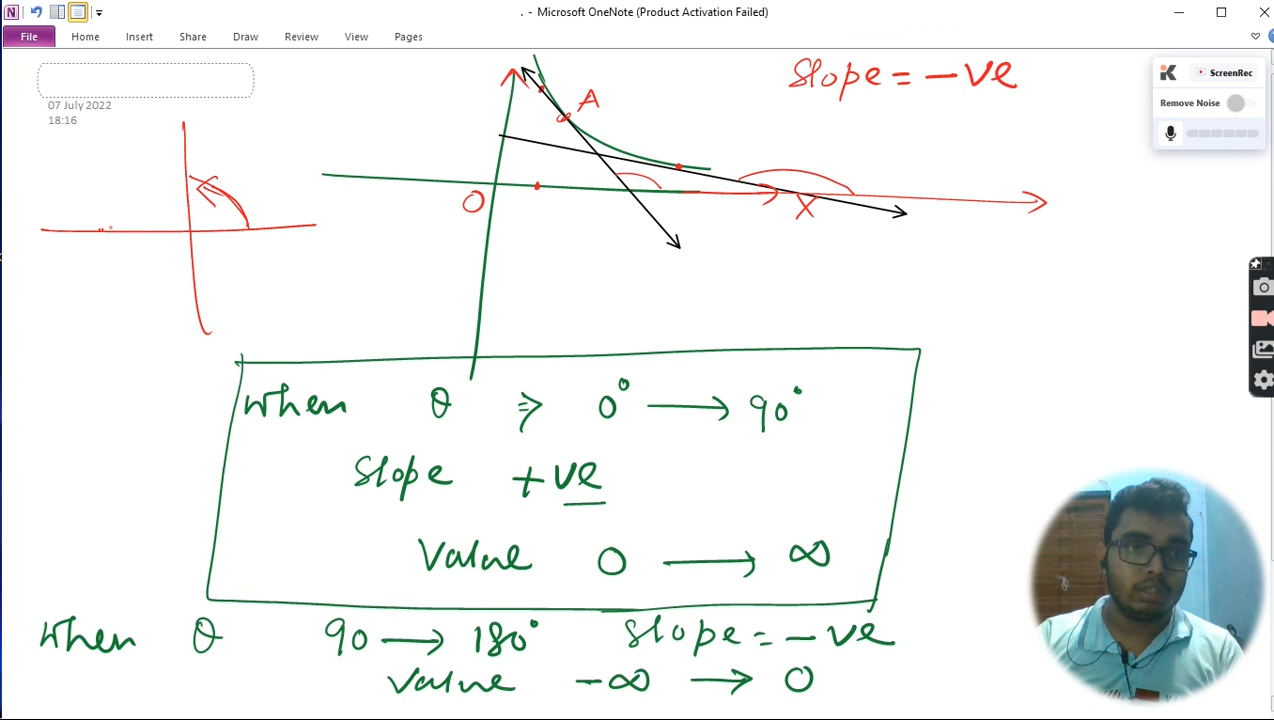 . - Microsoft OneNote (Product Activation Failed)
File Home Insert Share Draw Review View Pages
07 July 2022
18:16
ScreenRec
Remove Noise
Slope = -ve
A
O
X
When θ ⇒ 0° → 90°
Slope +ve
Value 0 → ∞
When θ 90 → 180° Slope = -ve
Value -∞ → 0